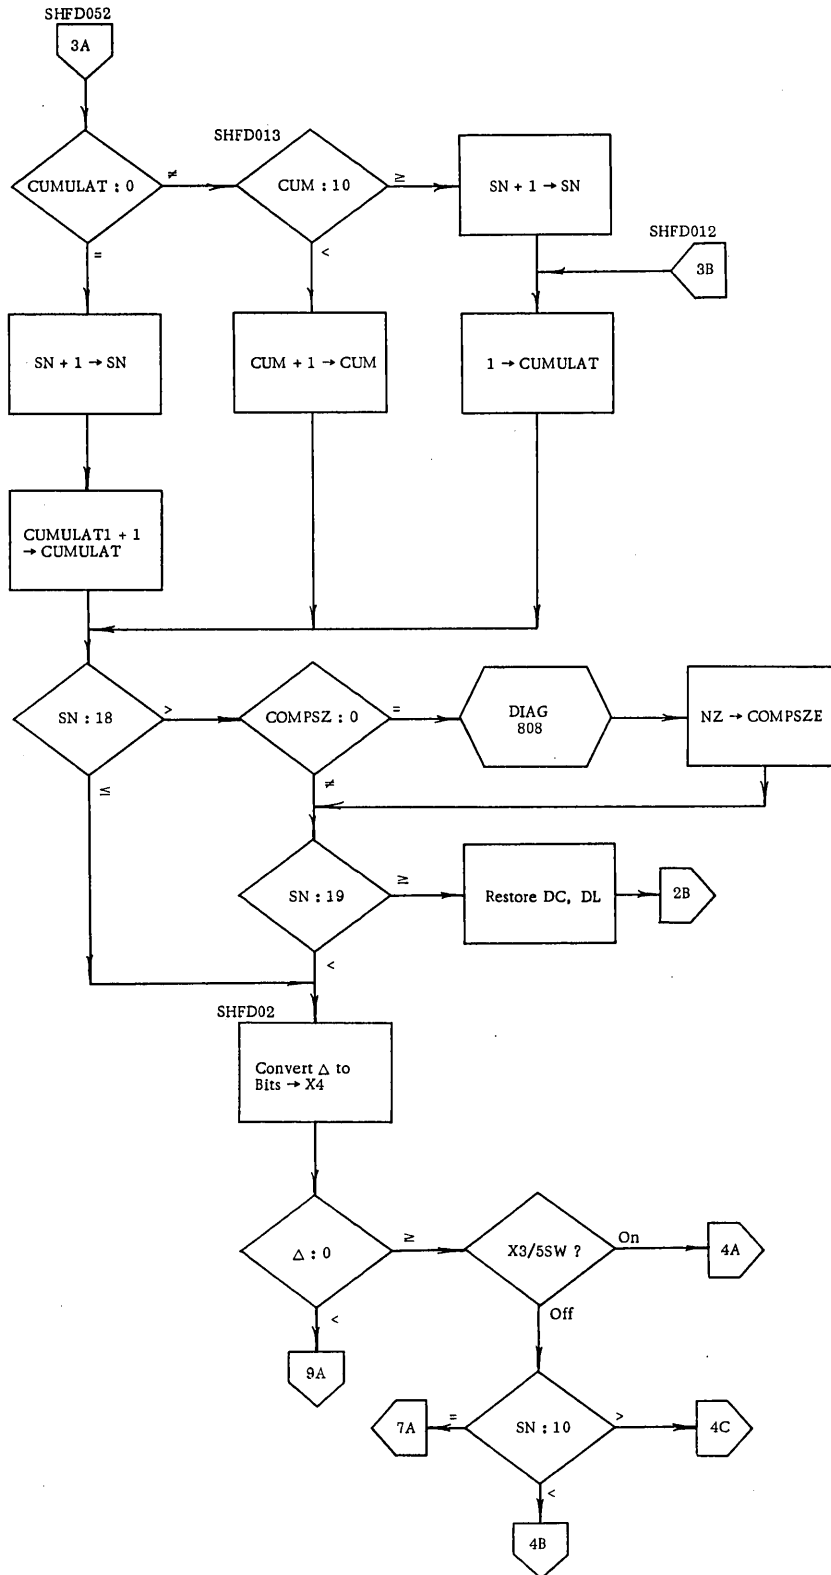 SHFD052
3A
SHFD013
CUMULAT : 0
≠
CUM : 10
≥
SN + 1 → SN
=
<
SHFD012
3B
SN + 1 → SN
CUM + 1 → CUM
1 → CUMULAT
CUMULAT1 + 1
→ CUMULAT
SN : 18
>
COMPSZ : 0
=
DIAG
808
NZ → COMPSZE
≤
≠
SN : 19
≥
Restore DC, DL
2B
<
SHFD02
Convert △ to
Bits → X4
△ : 0
≥
X3/5SW ?
On
4A
<
Off
9A
7A
=
SN : 10
>
4C
<
4B